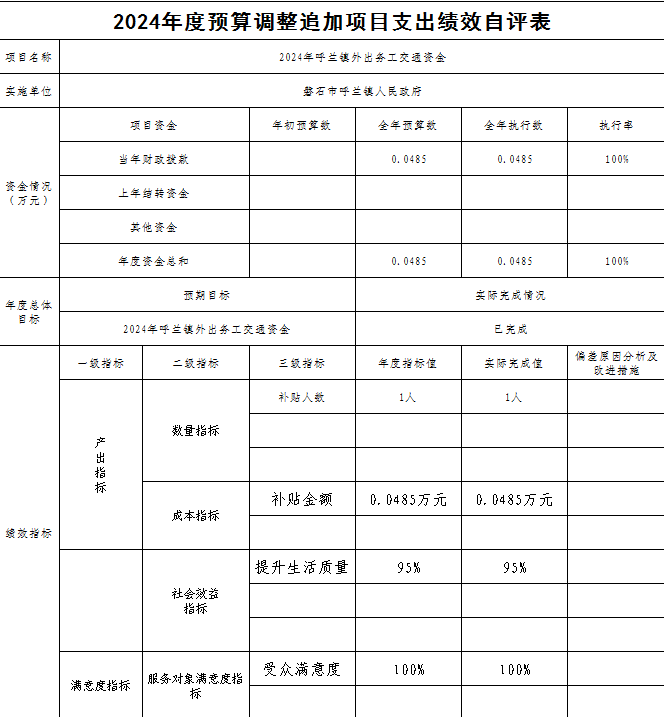 2024年度预算调整追加项目支出绩效自评表
项目名称 2024年呼兰镇外出务工交通资金
实施单位 磐石市呼兰镇人民政府
资金情况（万元） 项目资金 年初预算数 全年预算数 全年执行数 执行率
当年财政拨款 0.0485 0.0485 100%
上年结转资金
其他资金
年度资金总和 0.0485 0.0485 100%
年度总体目标 预期目标 实际完成情况
2024年呼兰镇外出务工交通资金 已完成
绩效指标 一级指标 二级指标 三级指标 年度指标值 实际完成值 偏差原因分析及改进措施
产出指标 数量指标 补贴人数 1人 1人
成本指标 补贴金额 0.0485万元 0.0485万元
社会效益指标 提升生活质量 95% 95%
满意度指标 服务对象满意度指标 受众满意度 100% 100%